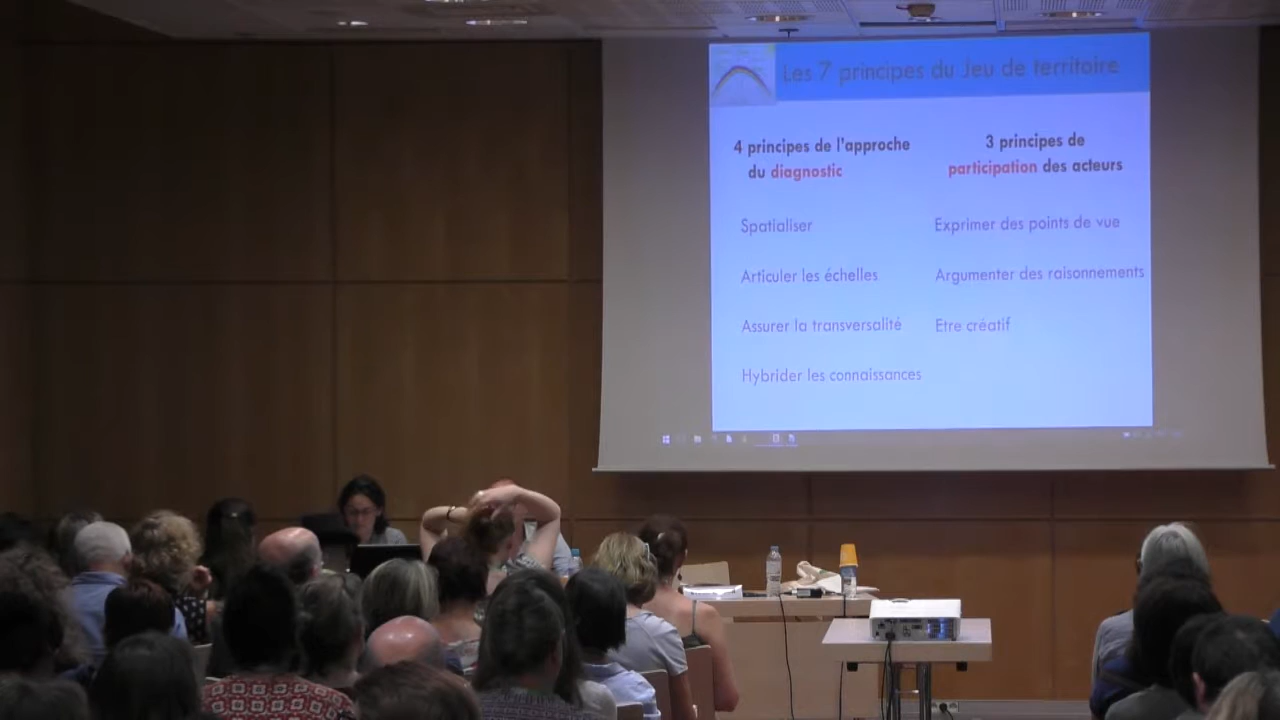 Les 7 principes du Jeu de territoire
4 principes de l'approche
du diagnostic
Spatialiser
Articuler les échelles
Assurer la transversalité
Hybrider les connaissances
3 principes de
participation des acteurs
Exprimer des points de vue
Argumenter des raisonnements
Etre créatif